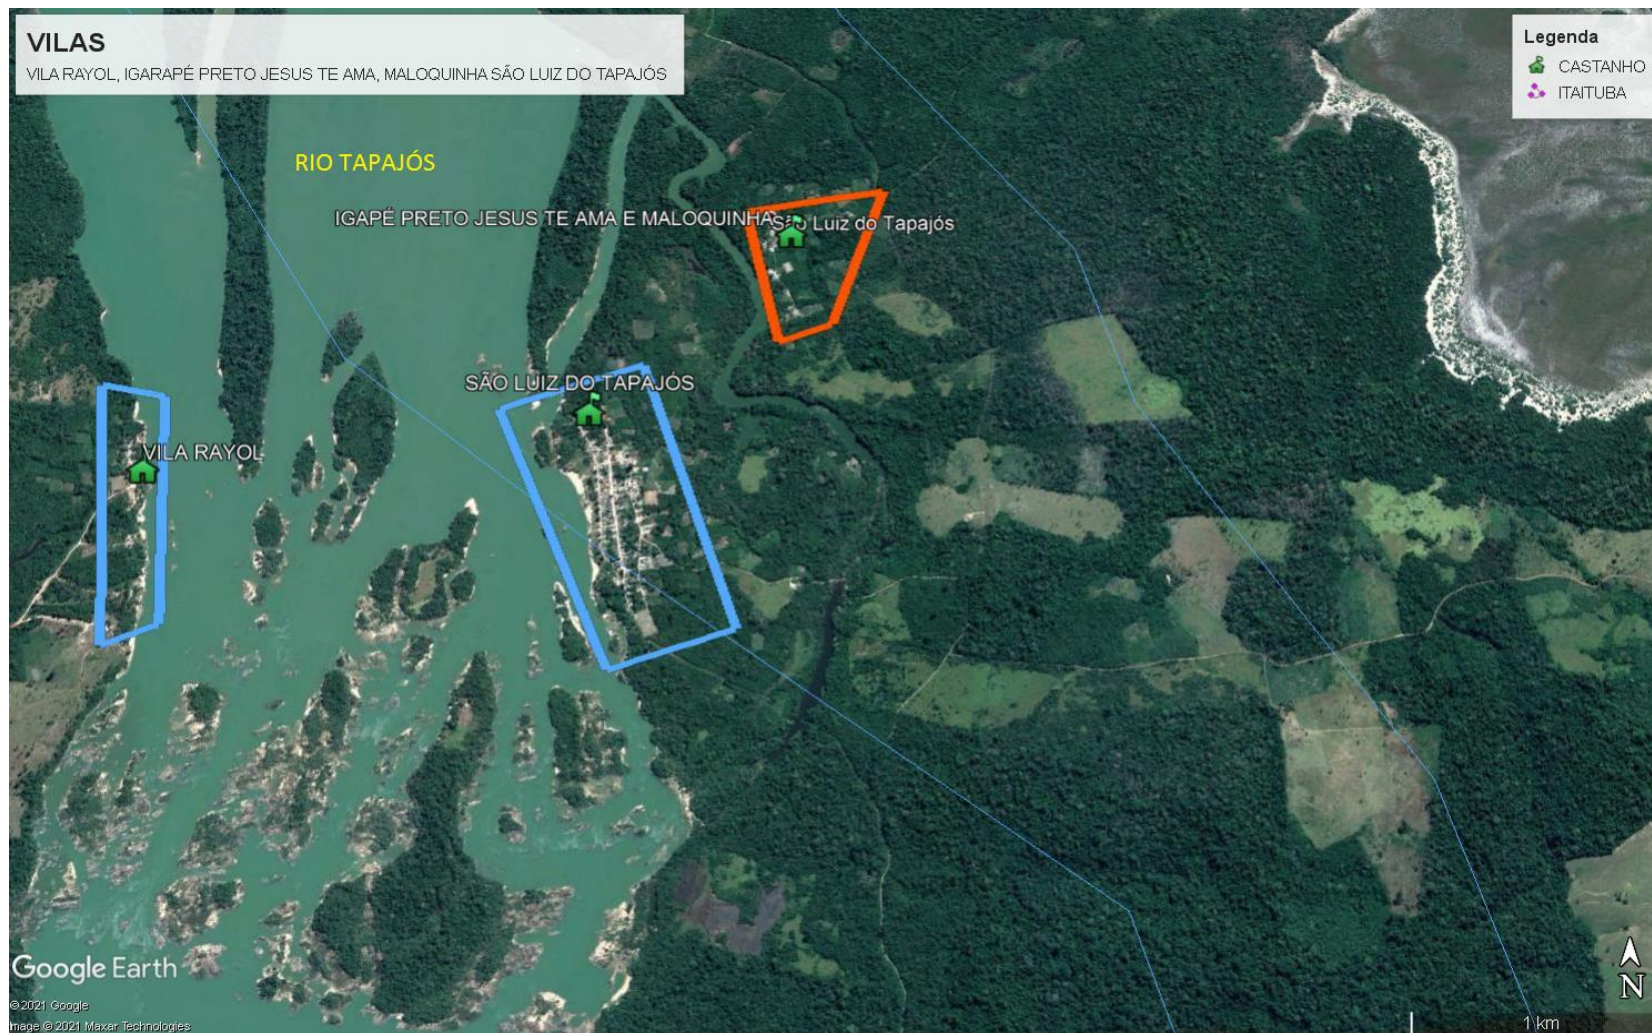 VILAS
VILA RAYOL, IGARAPÉ PRETO JESUS TE AMA, MALOQUINHA SÃO LUIZ DO TAPAJÓS
Legenda
CASTANHO
ITAITUBA
RIO TAPAJÓS
IGAPÉ PRETO JESUS TE AMA E MALOQUINHA
São Luiz do Tapajós
SÃO LUIZ DO TAPAJÓS
VILA RAYOL
Google Earth
© 2021 Google
Image © 2021 Maxar Technologies
N
1 km